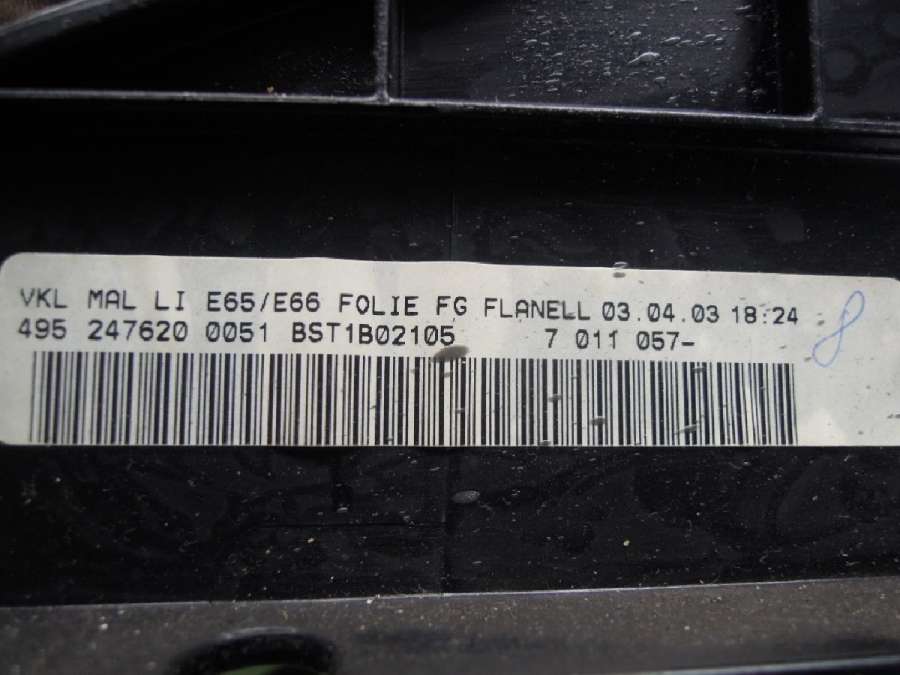 VKL MAL LI E65/E66 FOLIE FG FLANELL 03.04.03 18:24
495 247620 0051 BST1B02105 7 011 057-
8